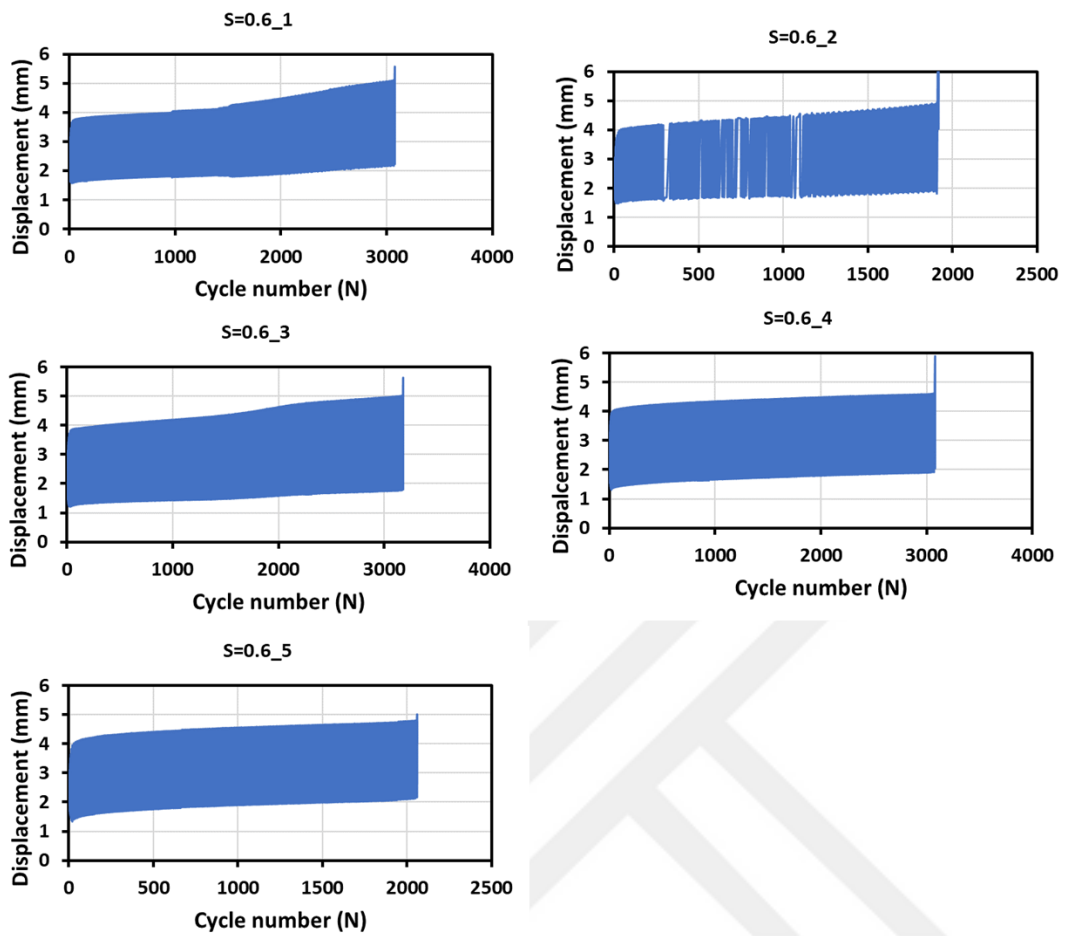 S=0.6_1
Displacement (mm)
6
5
4
3
2
1
0
0 1000 2000 3000 4000
Cycle number (N)
S=0.6_2
Displacement (mm)
6
5
4
3
2
1
0
0 500 1000 1500 2000 2500
Cycle number (N)
S=0.6_3
Displacement (mm)
6
5
4
3
2
1
0
0 1000 2000 3000 4000
Cycle number (N)
S=0.6_4
Dispalcement (mm)
6
5
4
3
2
1
0
0 1000 2000 3000 4000
Cycle number (N)
S=0.6_5
Displacement (mm)
6
5
4
3
2
1
0
0 500 1000 1500 2000 2500
Cycle number (N)